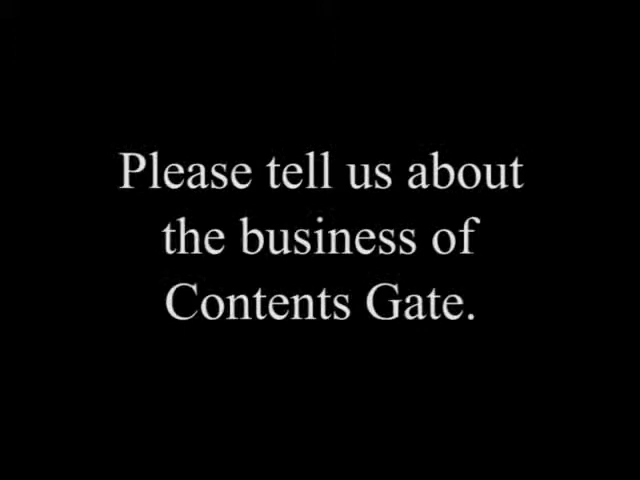 Please tell us about
the business of
Contents Gate.